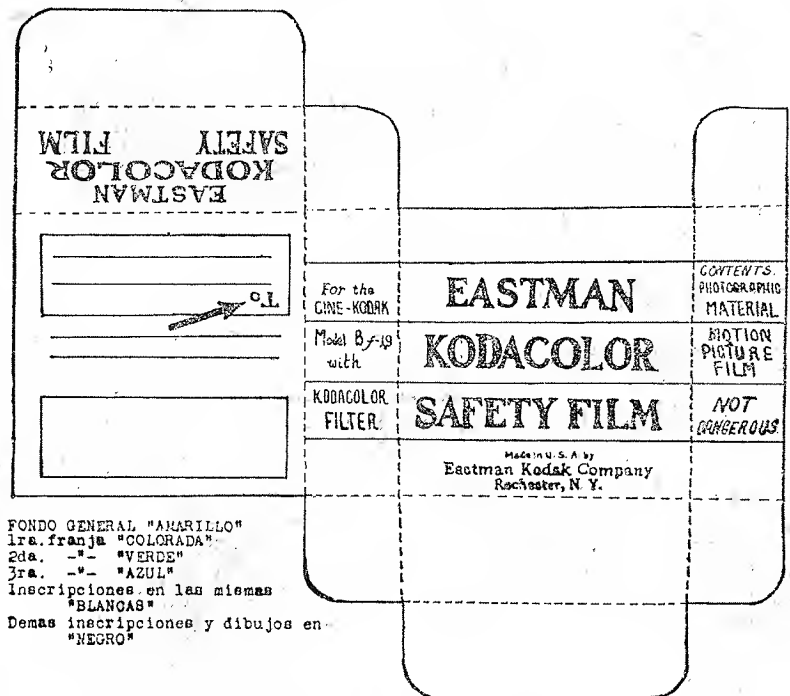 EASTMAN
KODACOLOR
SAFETY FILM
To
For the
CINE-KODAK
Model B f-1.9
with
KODACOLOR
FILTER
EASTMAN
KODACOLOR
SAFETY FILM
Made in U.S.A. by
Eastman Kodak Company
Rochester, N. Y.
CONTENTS.
PHOTOGRAPHIC
MATERIAL
MOTION
PICTURE
FILM
NOT
DANGEROUS
FONDO GENERAL "AMARILLO"
1ra.franja "COLORADA"
2da. -"- "VERDE"
3ra. -"- "AZUL"
Inscripciones en las mismas
"BLANCAS"
Demas inscripciones y dibujos en
"NEGRO"